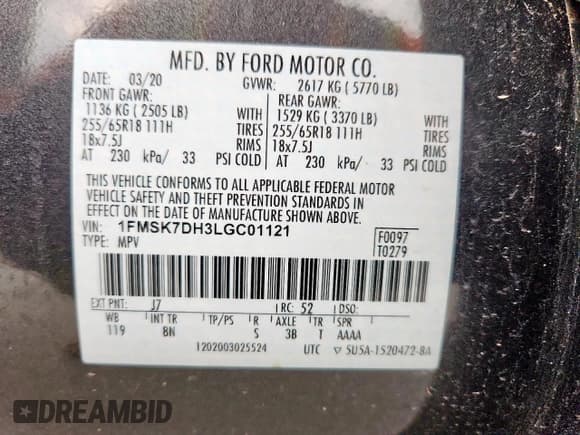 MFD. BY FORD MOTOR CO.
DATE: 03/20 GVWR: 2617 KG ( 5770 LB)
FRONT GAWR: REAR GAWR:
1136 KG ( 2505 LB) WITH 1529 KG ( 3370 LB) WITH
255/65R18 111H TIRES 255/65R18 111H TIRES
18x7.5J RIMS 18x7.5J RIMS
AT 230 kPa/ 33 PSI COLD AT 230 kPa/ 33 PSI COLD
THIS VEHICLE CONFORMS TO ALL APPLICABLE FEDERAL MOTOR
VEHICLE SAFETY AND THEFT PREVENTION STANDARDS IN
EFFECT ON THE DATE OF MANUFACTURE SHOWN ABOVE.
VIN: 1FMSK7DH3LGC01121 F0097
TYPE: MPV T0279
EXT PNT: J7 RC: 52 DSO:
WB INT TR TP/PS R AXLE TR SPR
119 BN S 3B T AAAA
1202003025524 UTC ▽ 5U5A-1520472-BA
DREAMBID